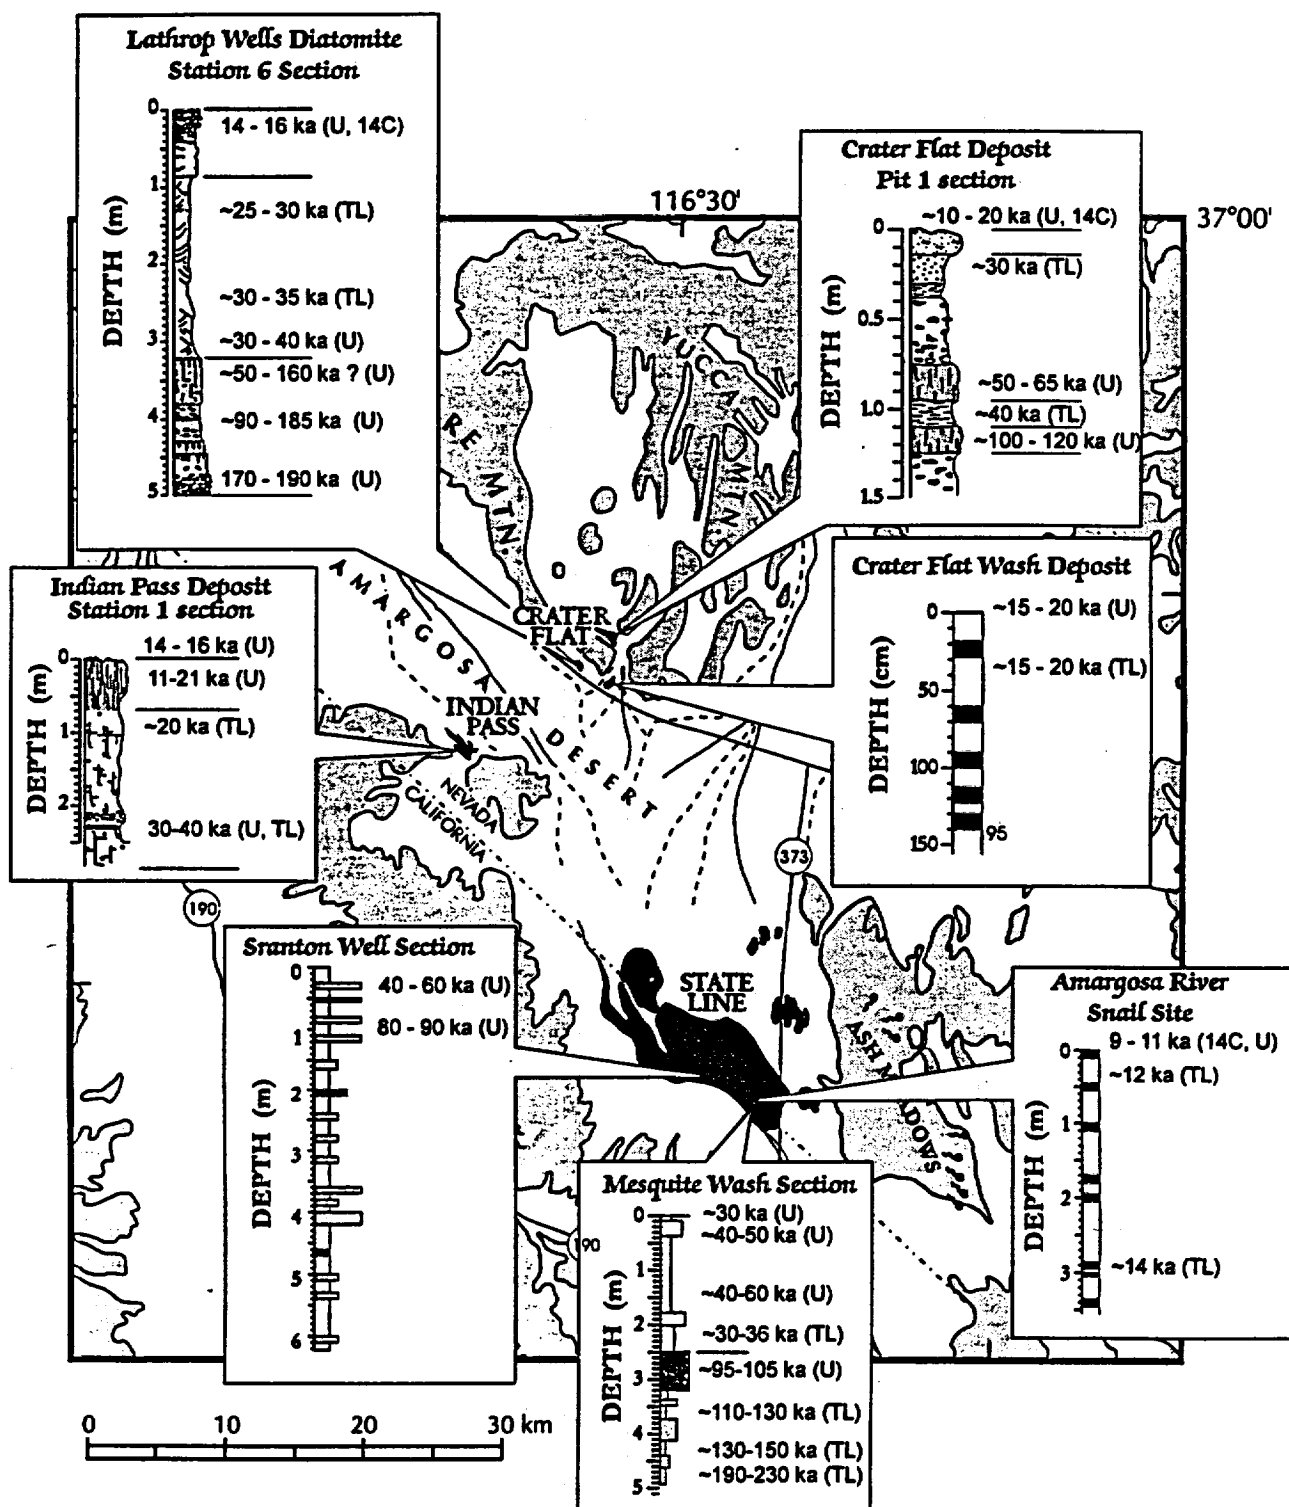 Lathrop Wells Diatomite
Station 6 Section
0
14 - 16 ka (U, 14C)
1
~25 - 30 ka (TL)
2
~30 - 35 ka (TL)
3
~30 - 40 ka (U)
~50 - 160 ka ? (U)
4
~90 - 185 ka (U)
170 - 190 ka (U)
5
DEPTH (m)
116°30'
37°00'
Crater Flat Deposit
Pit 1 section
~10 - 20 ka (U, 14C)
0
~30 ka (TL)
0.5
~50 - 65 ka (U)
1.0
~40 ka (TL)
~100 - 120 ka (U)
1.5
DEPTH (m)
YUCCA MTN.
RE MTN.
CRATER
FLAT
AMARGOSA
DESERT
INDIAN
PASS
NEVADA
CALIFORNIA
Indian Pass Deposit
Station 1 section
14 - 16 ka (U)
0
11-21 ka (U)
~20 ka (TL)
1
2
30-40 ka (U, TL)
DEPTH (m)
Crater Flat Wash Deposit
0
~15 - 20 ka (U)
~15 - 20 ka (TL)
50
100
150
95
DEPTH (cm)
373
190
Sranton Well Section
0
40 - 60 ka (U)
80 - 90 ka (U)
1
2
3
4
5
6
DEPTH (m)
STATE
LINE
ASH M DOWS
Amargosa River
Snail Site
9 - 11 ka (14C, U)
0
~12 ka (TL)
1
2
~14 ka (TL)
3
DEPTH (m)
190
Mesquite Wash Section
0
~30 ka (U)
~40-50 ka (U)
1
~40-60 ka (U)
2
~30-36 ka (TL)
~95-105 ka (U)
3
~110-130 ka (TL)
4
~130-150 ka (TL)
~190-230 ka (TL)
5
DEPTH (m)
0 10 20 30 km